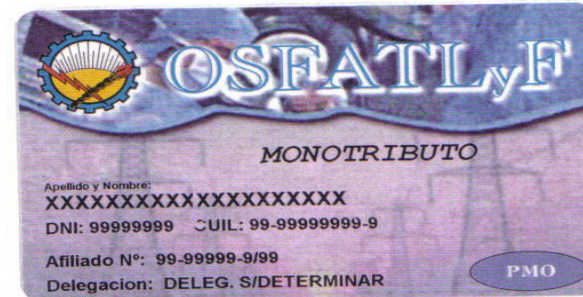 OSFATLyF
MONOTRIBUTO
Apellido y Nombre:
XXXXXXXXXXXXXXXXXXXX
DNI: 99999999 CUIL: 99-99999999-9
Afiliado Nº: 99-99999-9/99
Delegacion: DELEG. S/DETERMINAR
PMO